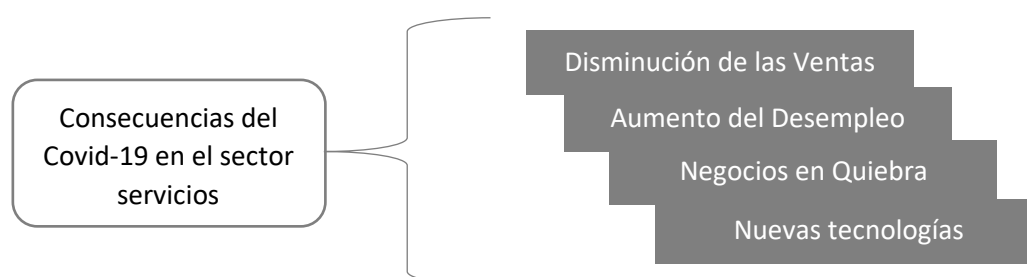 Consecuencias del
Covid-19 en el sector
servicios
Disminución de las Ventas
Aumento del Desempleo
Negocios en Quiebra
Nuevas tecnologías